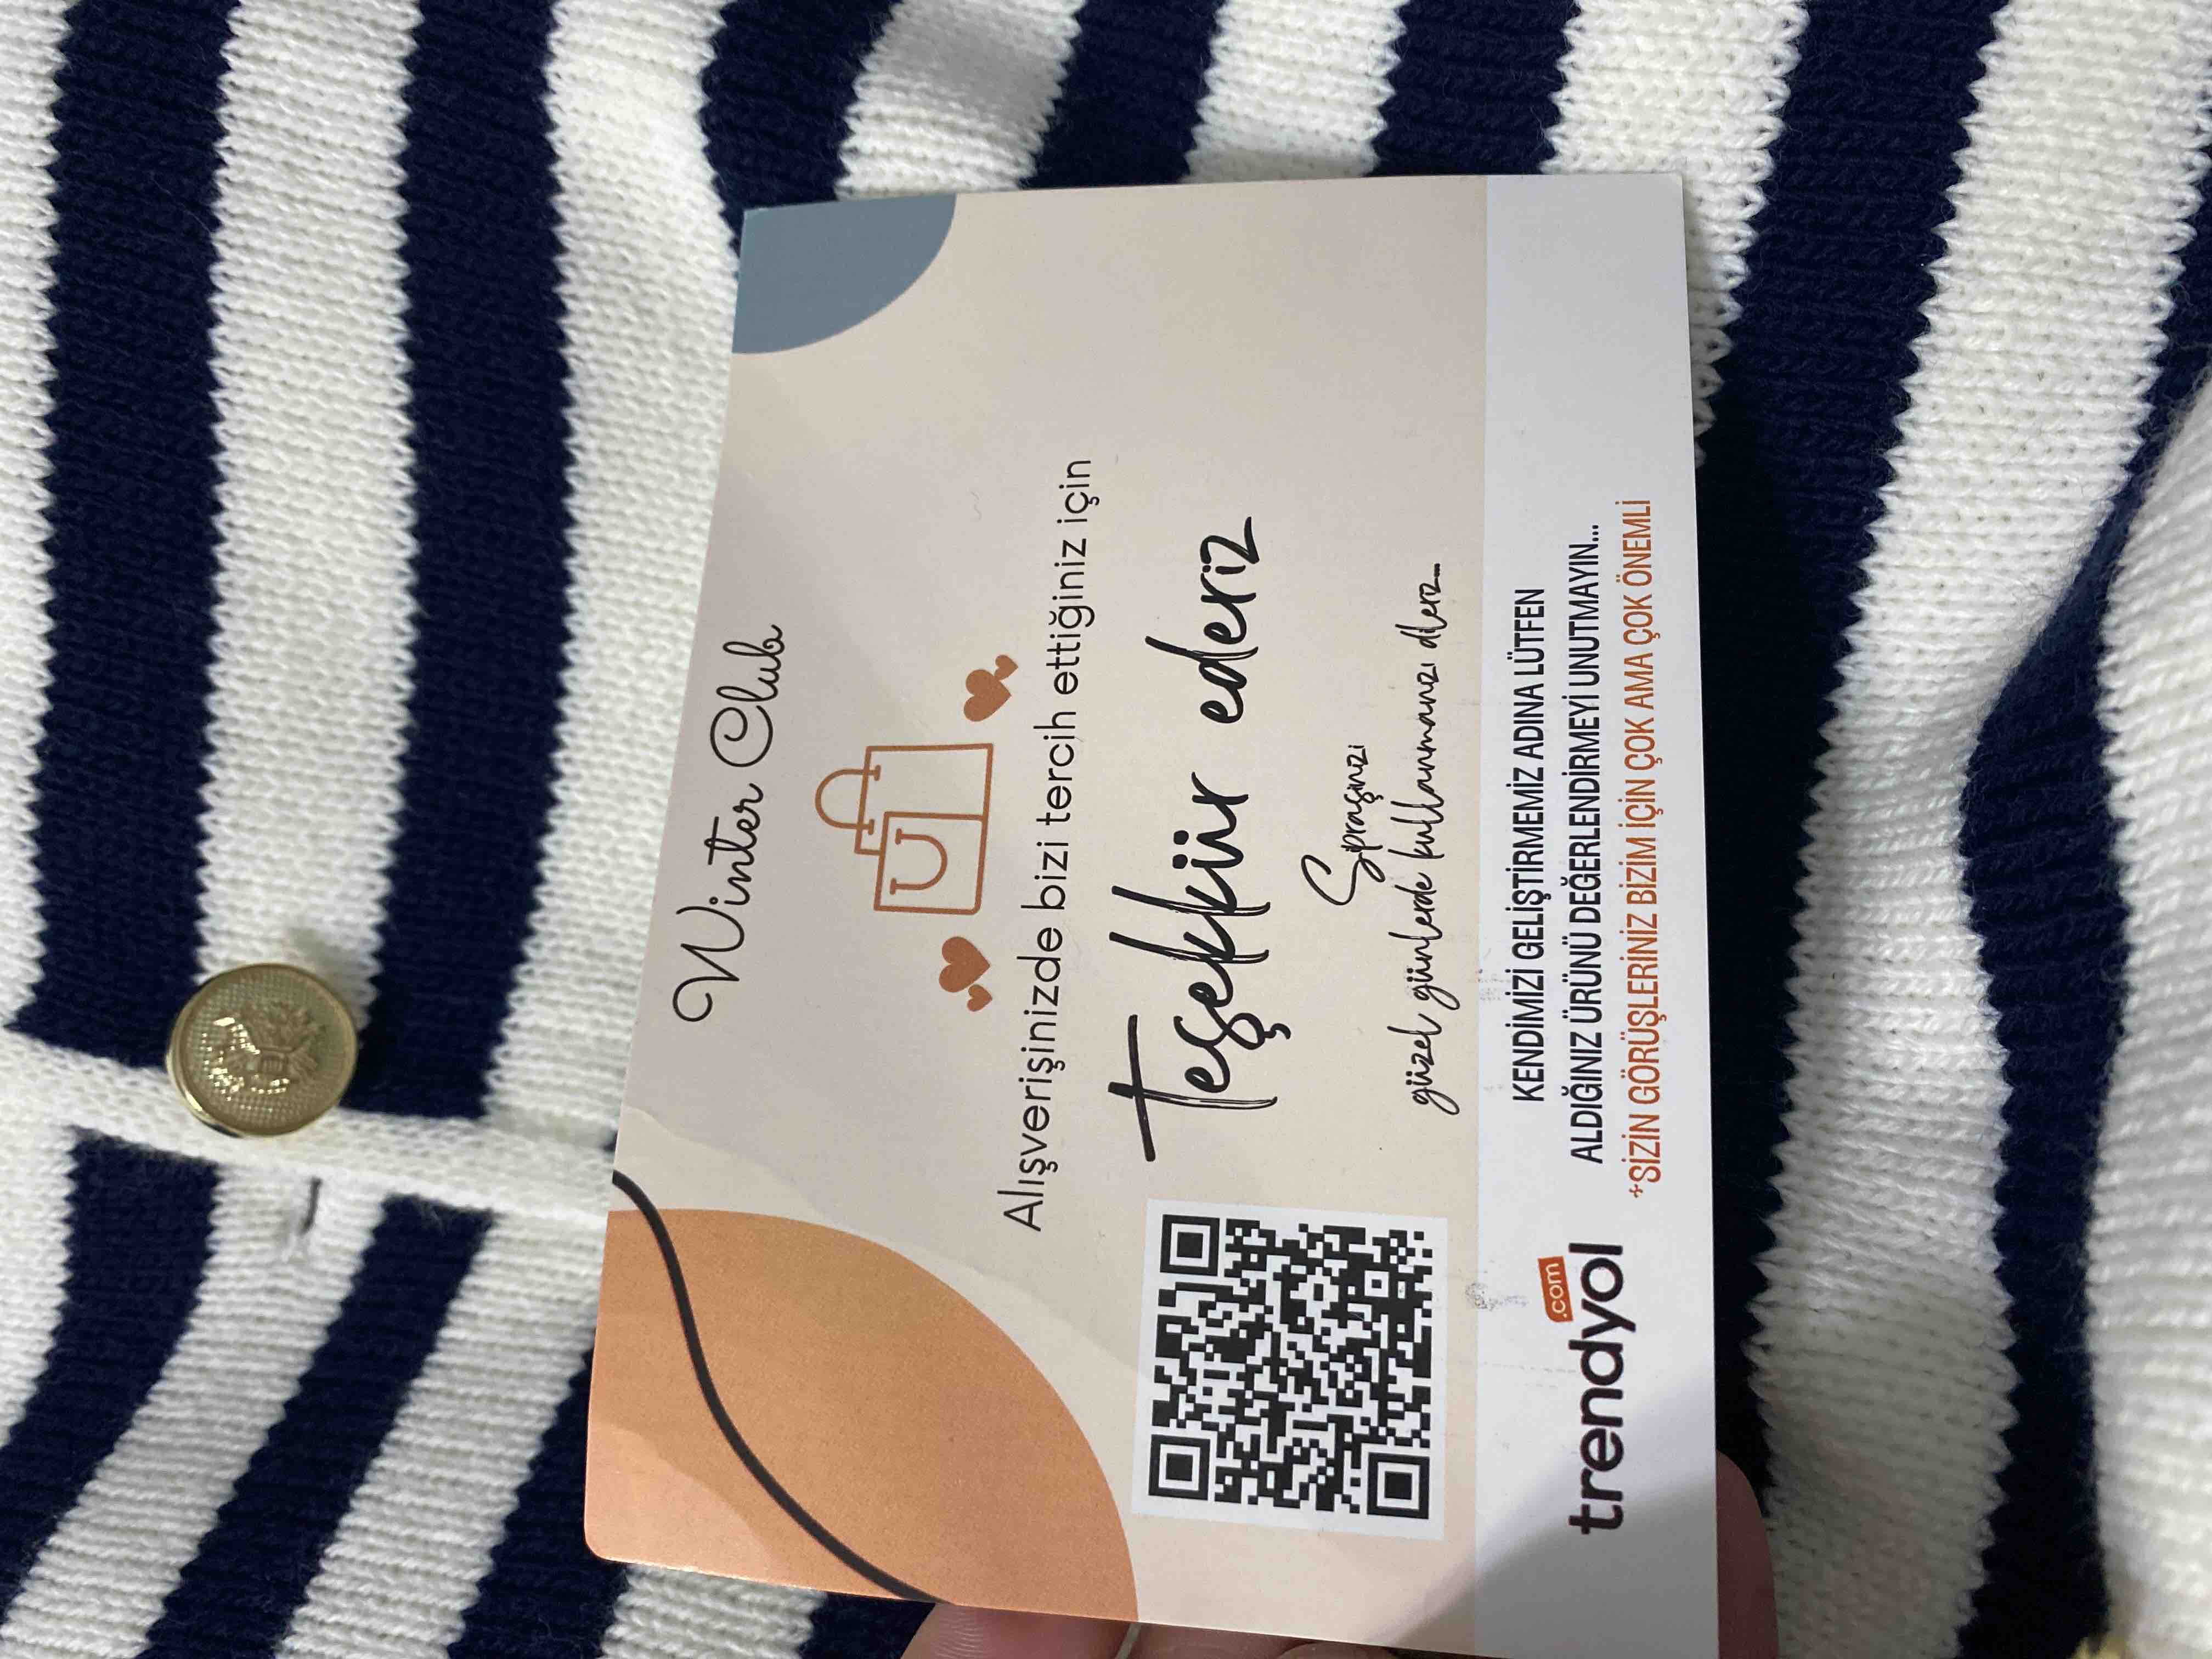 Winter Club
Alışverişinizde bizi tercih ettiğiniz için
Teşekkür ederiz
Siprağınızı
güzel günlerde kullanmanızı dleriz...
KENDİMİZİ GELİŞTİRMEMİZ ADINA LÜTFEN
ALDIĞINIZ ÜRÜNÜ DEĞERLENDİRMEYİ UNUTMAYIN...
*SİZİN GÖRÜŞLERİNİZ BİZİM İÇİN ÇOK AMA ÇOK ÖNEMLİ
trendyol.com